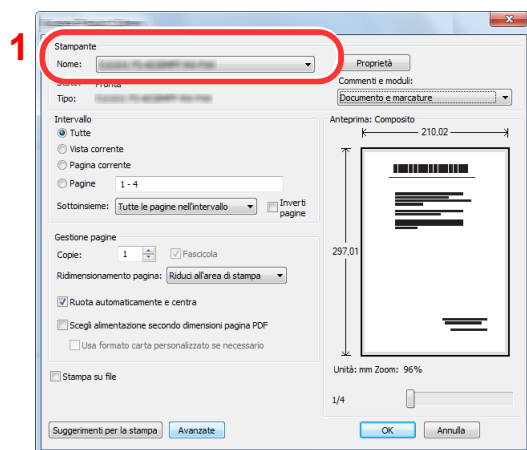 1
Stampante
Nome:
Proprietà
Stato: Pronta
Commenti e moduli:
Tipo:
Documento e marcature
Intervallo
Anteprima: Composito
Tutte
210,02
Vista corrente
Pagina corrente
Pagine 1 - 4
Sottoinsieme: Tutte le pagine nell'intervallo Inverti pagine
Gestione pagine
297,01
Copie: 1 Fascicola
Ridimensionamento pagina: Riduci all'area di stampa
Ruota automaticamente e centra
Scegli alimentazione secondo dimensioni pagina PDF
Usa formato carta personalizzato se necessario
Unità: mm Zoom: 96%
Stampa su file
1/4
Suggerimenti per la stampa Avanzate OK Annulla